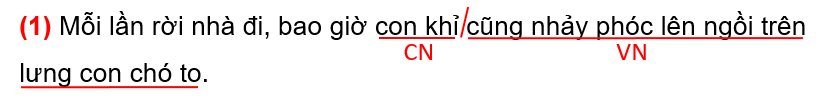 (1) Mỗi lần rời nhà đi, bao giờ con khỉ/cũng nhảy phóc lên ngồi trên
CN VN
lưng con chó to.